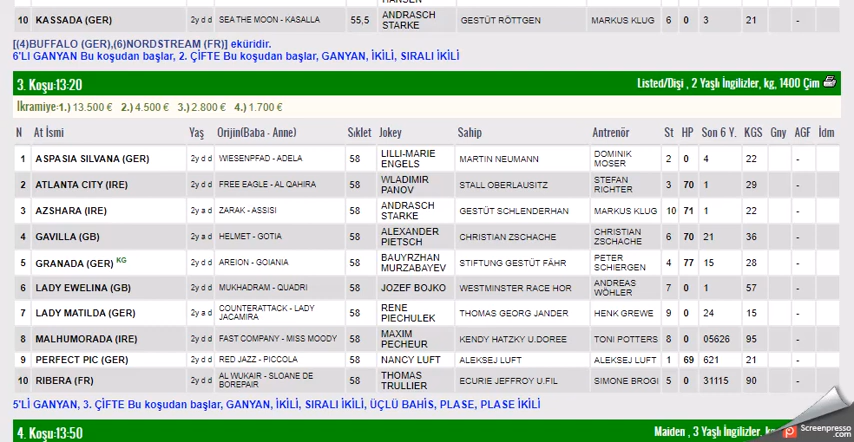 HANSEN
10 KASSADA (GER) 2y d d SEA THE MOON - KASALLA 55,5 ANDRASCH STARKE GESTÜT RÖTTGEN MARKUS KLUG 6 0 3 21
[(4)BUFFALO (GER),(6)NORDSTREAM (FR)] eküridir.
6'LI GANYAN Bu koşudan başlar, 2. ÇİFTE Bu koşudan başlar, GANYAN, İKİLİ, SIRALI İKİLİ
3. Koşu:13:20 Listed/Dişi , 2 Yaşlı İngilizler, kg, 1400 Çim
İkramiye:1.) 13.500 € 2.) 4.500 € 3.) 2.800 € 4.) 1.700 €
N At İsmi Yaş Orijin(Baba - Anne) Sıklet Jokey Sahip Antrenör St HP Son 6 Y. KGS Gny AGF İdm
1 ASPASIA SILVANA (GER) 2y d d WIESENPFAD - ADELA 58 LILLI-MARIE ENGELS MARTIN NEUMANN DOMINIK MOSER 2 0 4 22 -
2 ATLANTA CITY (IRE) 2y d d FREE EAGLE - AL QAHIRA 58 WLADIMIR PANOV STALL OBERLAUSITZ STEFAN RICHTER 3 70 1 29 -
3 AZSHARA (IRE) 2y a d ZARAK - ASSISI 58 ANDRASCH STARKE GESTÜT SCHLENDERHAN MARKUS KLUG 10 71 1 22 -
4 GAVILLA (GB) 2y a d HELMET - GOTIA 58 ALEXANDER PIETSCH CHRISTIAN ZSCHACHE CHRISTIAN ZSCHACHE 6 70 21 36 -
5 GRANADA (GER) KG 2y d d AREION - GOIANIA 58 BAUYRZHAN MURZABAYEV STIFTUNG GESTÜT FÄHR PETER SCHIERGEN 4 77 15 28 -
6 LADY EWELINA (GB) 2y d d MUKHADRAM - QUADRI 58 JOZEF BOJKO WESTMINSTER RACE HOR ANDREAS WÖHLER 7 0 1 57 -
7 LADY MATILDA (GER) 2y a d COUNTERATTACK - LADY JACAMIRA 58 RENE PIECHULEK THOMAS GEORG JANDER HENK GREWE 9 0 24 15 -
8 MALHUMORADA (IRE) 2y d d FAST COMPANY - MISS MOODY 58 MAXIM PECHEUR KENDY HATZKY U.DOREE TONI POTTERS 8 0 05626 95 -
9 PERFECT PIC (GER) 2y d d RED JAZZ - PICCOLA 58 NANCY LUFT ALEKSEJ LUFT ALEKSEJ LUFT 1 69 621 21 -
10 RIBERA (FR) 2y d d AL WUKAIR - SLOANE DE BOREPAIR 58 THOMAS TRULLIER ECURIE JEFFROY U.FIL SIMONE BROGI 5 0 31115 90 -
5'Lİ GANYAN, 3. ÇİFTE Bu koşudan başlar, GANYAN, İKİLİ, SIRALI İKİLİ, ÜÇLÜ BAHİS, PLASE, PLASE İKİLİ
4. Koşu:13:50 Maiden , 3 Yaşlı İngilizler,
Screenpresso.com